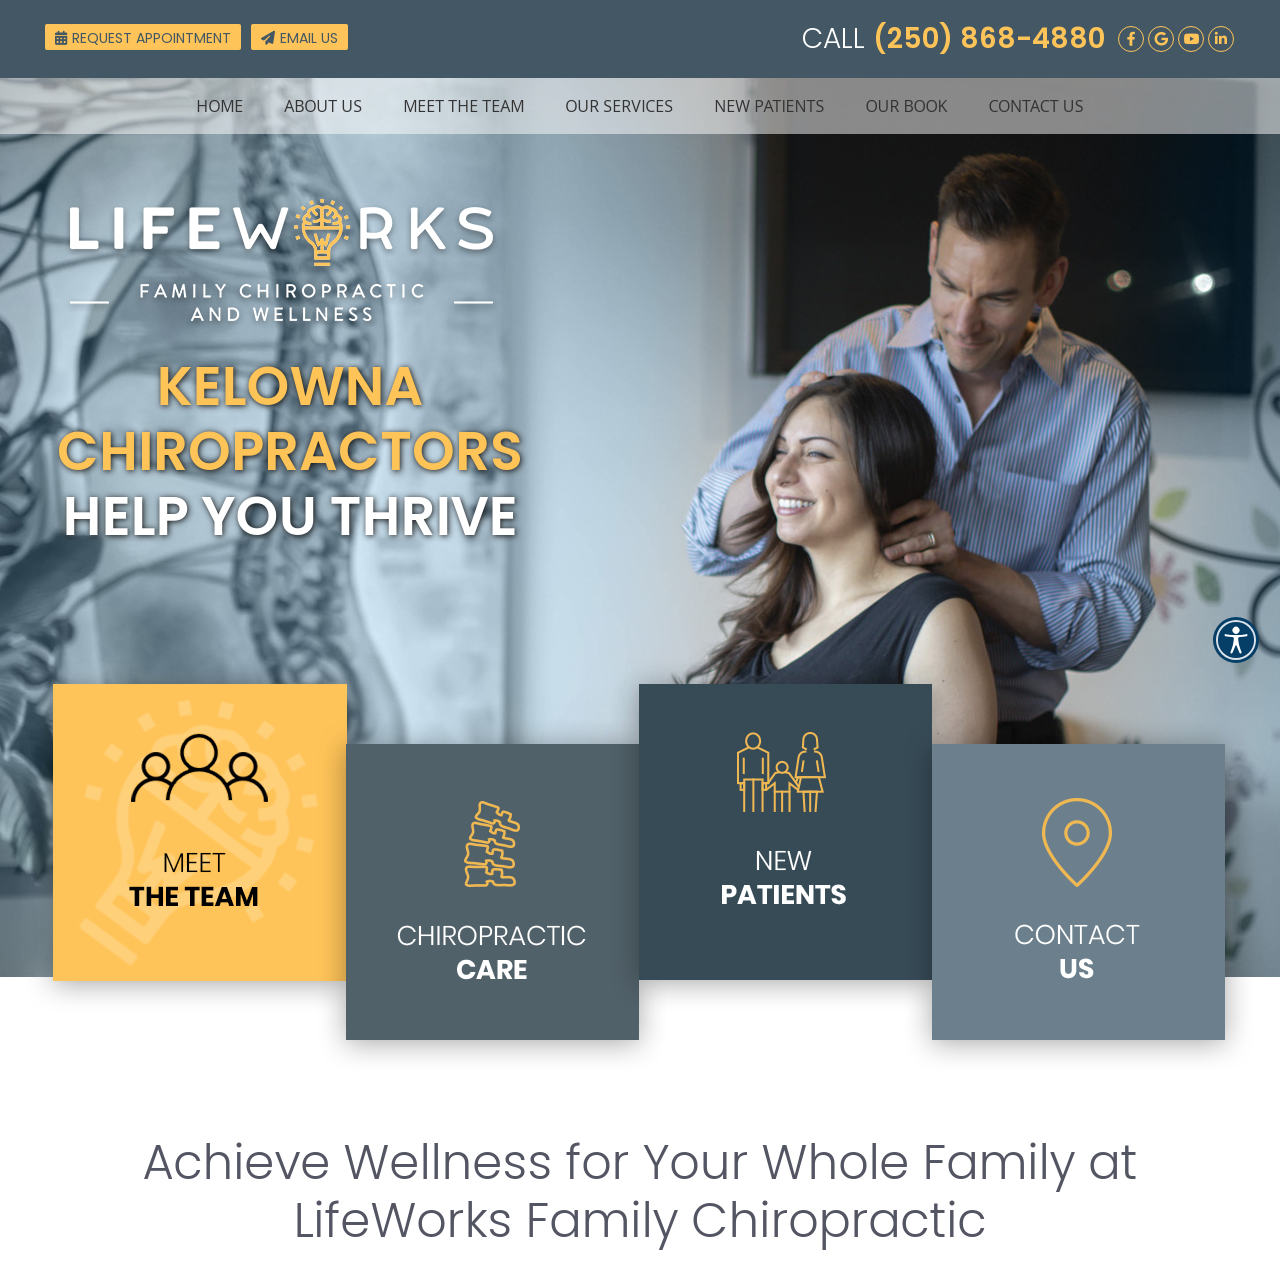 REQUEST APPOINTMENT
EMAIL US
CALL (250) 868-4880
HOME
ABOUT US
MEET THE TEAM
OUR SERVICES
NEW PATIENTS
OUR BOOK
CONTACT US
LIFEWORKS
FAMILY CHIROPRACTIC
AND WELLNESS
KELOWNA
CHIROPRACTORS
HELP YOU THRIVE
MEET
THE TEAM
CHIROPRACTIC
CARE
NEW
PATIENTS
CONTACT
US
Achieve Wellness for Your Whole Family at
LifeWorks Family Chiropractic